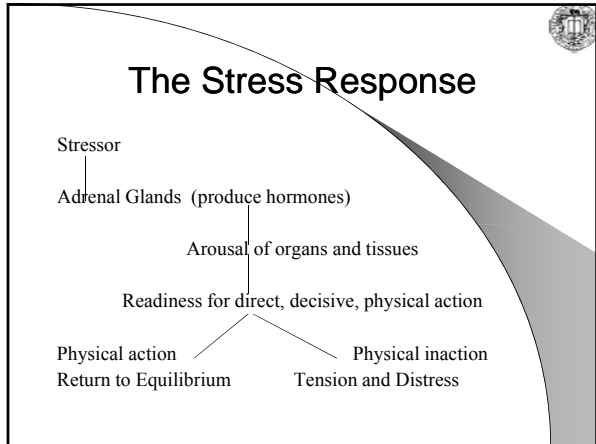 The Stress Response
Stressor
Adrenal Glands (produce hormones)
Arousal of organs and tissues
Readiness for direct, decisive, physical action
Physical action Physical inaction
Return to Equilibrium Tension and Distress